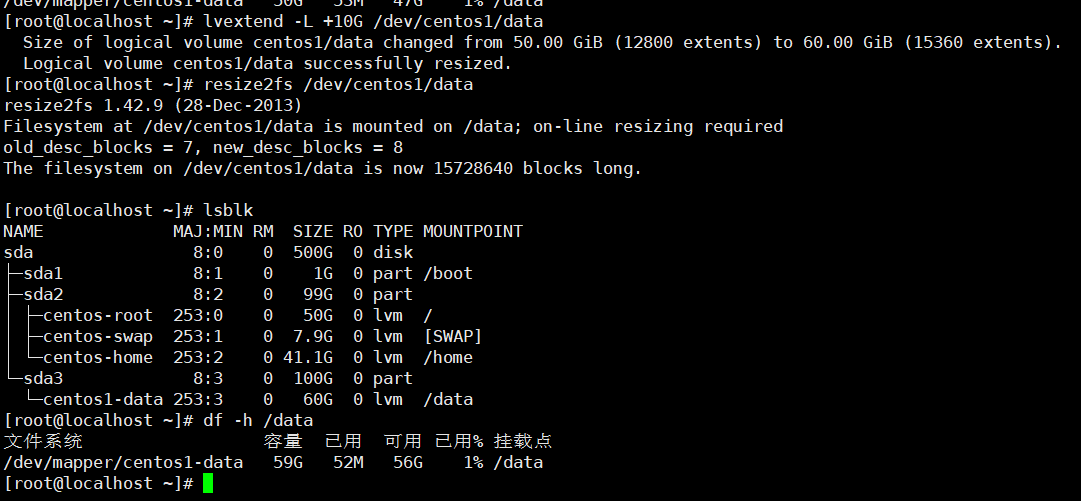 /dev/mapper/centos1-data   50G   53M   47G    1% /data
[root@localhost ~]# lvextend -L +10G /dev/centos1/data
  Size of logical volume centos1/data changed from 50.00 GiB (12800 extents) to 60.00 GiB (15360 extents).
  Logical volume centos1/data successfully resized.
[root@localhost ~]# resize2fs /dev/centos1/data
resize2fs 1.42.9 (28-Dec-2013)
Filesystem at /dev/centos1/data is mounted on /data; on-line resizing required
old_desc_blocks = 7, new_desc_blocks = 8
The filesystem on /dev/centos1/data is now 15728640 blocks long.
[root@localhost ~]# lsblk
NAME             MAJ:MIN RM  SIZE RO TYPE MOUNTPOINT
sda                8:0    0  500G  0 disk
├─sda1             8:1    0    1G  0 part /boot
├─sda2             8:2    0   99G  0 part
│ ├─centos-root  253:0    0   50G  0 lvm  /
│ ├─centos-swap  253:1    0  7.9G  0 lvm  [SWAP]
│ └─centos-home  253:2    0 41.1G  0 lvm  /home
└─sda3             8:3    0  100G  0 part
  └─centos1-data 253:3    0   60G  0 lvm  /data
[root@localhost ~]# df -h /data
文件系统                  容量  已用  可用 已用% 挂载点
/dev/mapper/centos1-data   59G   52M   56G    1% /data
[root@localhost ~]#